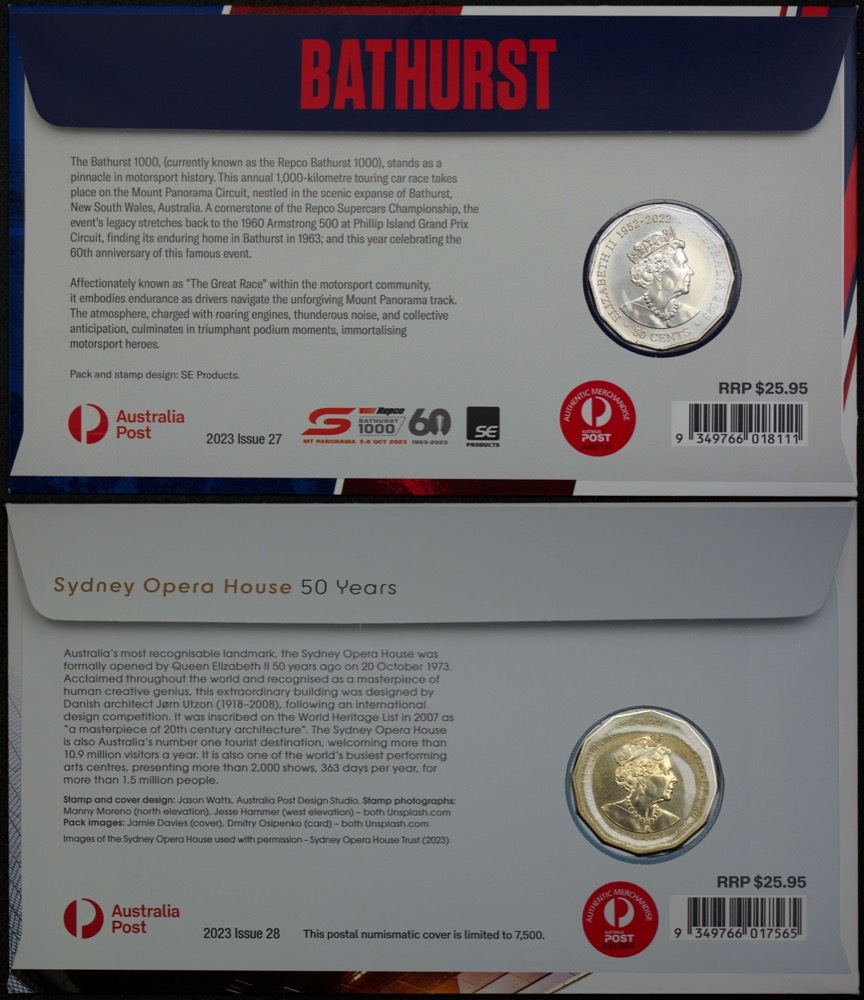 BATHURST
The Bathurst 1000, (currently known as the Repco Bathurst 1000), stands as a
pinnacle in motorsport history. This annual 1,000-kilometre touring car race takes
place on the Mount Panorama Circuit, nestled in the scenic expanse of Bathurst,
New South Wales, Australia. A cornerstone of the Repco Supercars Championship, the
event's legacy stretches back to the 1960 Armstrong 500 at Phillip Island Grand Prix
Circuit, finding its enduring home in Bathurst in 1963; and this year celebrating the
60th anniversary of this famous event.
Affectionately known as "The Great Race" within the motorsport community,
it embodies endurance as drivers navigate the unforgiving Mount Panorama track.
The atmosphere, charged with roaring engines, thunderous noise, and collective
anticipation, culminates in triumphant podium moments, immortalising
motorsport heroes.
Pack and stamp design: SE Products.
ELIZABETH II 1952-2022 · AUSTRALIA 2023 ·
50 CENTS
RRP $25.95
Australia
Post
2023 Issue 27
Repco
BATHURST
1000
MT PANORAMA 5-8 OCT 2023
60
1963-2023
SE
PRODUCTS
AUTHENTIC MERCHANDISE
AUSTRALIA
POST
9 349766 018111
Sydney Opera House 50 Years
Australia's most recognisable landmark, the Sydney Opera House was
formally opened by Queen Elizabeth II 50 years ago on 20 October 1973.
Acclaimed throughout the world and recognised as a masterpiece of
human creative genius, this extraordinary building was designed by
Danish architect Jørn Utzon (1918–2008), following an international
design competition. It was inscribed on the World Heritage List in 2007 as
"a masterpiece of 20th century architecture". The Sydney Opera House
is also Australia's number one tourist destination, welcoming more than
10.9 million visitors a year. It is also one of the world's busiest performing
arts centres, presenting more than 2,000 shows, 363 days per year, for
more than 1.5 million people.
Stamp and cover design: Jason Watts, Australia Post Design Studio. Stamp photographs:
Manny Moreno (north elevation), Jesse Hammer (west elevation) – both Unsplash.com
Pack images: Jamie Davies (cover), Dmitry Osipenko (card) – both Unsplash.com
Images of the Sydney Opera House used with permission – Sydney Opera House Trust (2023)
RRP $25.95
Australia
Post
2023 Issue 28
This postal numismatic cover is limited to 7,500.
AUTHENTIC MERCHANDISE
AUSTRALIA
POST
9 349766 017565